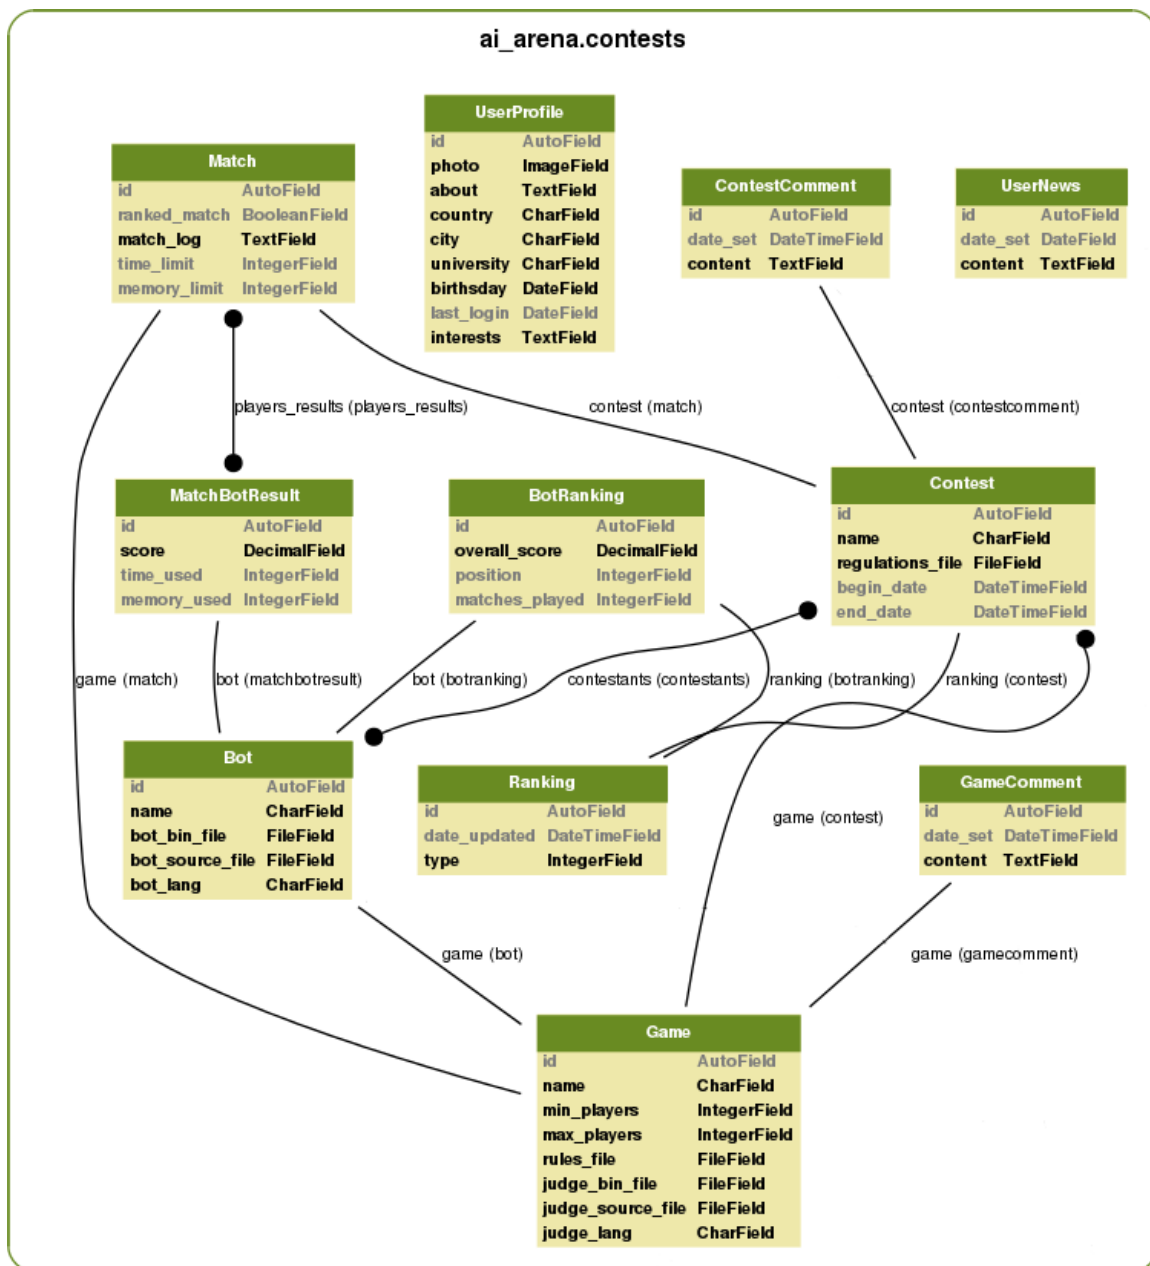 ai_arena.contests
UserProfile
id AutoField
photo ImageField
about TextField
country CharField
city CharField
university CharField
birthsday DateField
last_login DateField
interests TextField
Match
id AutoField
ranked_match BooleanField
match_log TextField
time_limit IntegerField
memory_limit IntegerField
ContestComment
id AutoField
date_set DateTimeField
content TextField
UserNews
id AutoField
date_set DateField
content TextField
players_results (players_results)
contest (match)
contest (contestcomment)
MatchBotResult
id AutoField
score DecimalField
time_used IntegerField
memory_used IntegerField
BotRanking
id AutoField
overall_score DecimalField
position IntegerField
matches_played IntegerField
Contest
id AutoField
name CharField
regulations_file FileField
begin_date DateTimeField
end_date DateTimeField
game (match)
bot (matchbotresult)
bot (botranking)
contestants (contestants)
ranking (botranking)
ranking (contest)
Bot
id AutoField
name CharField
bot_bin_file FileField
bot_source_file FileField
bot_lang CharField
Ranking
id AutoField
date_updated DateTimeField
type IntegerField
game (contest)
GameComment
id AutoField
date_set DateTimeField
content TextField
game (bot)
game (gamecomment)
Game
id AutoField
name CharField
min_players IntegerField
max_players IntegerField
rules_file FileField
judge_bin_file FileField
judge_source_file FileField
judge_lang CharField